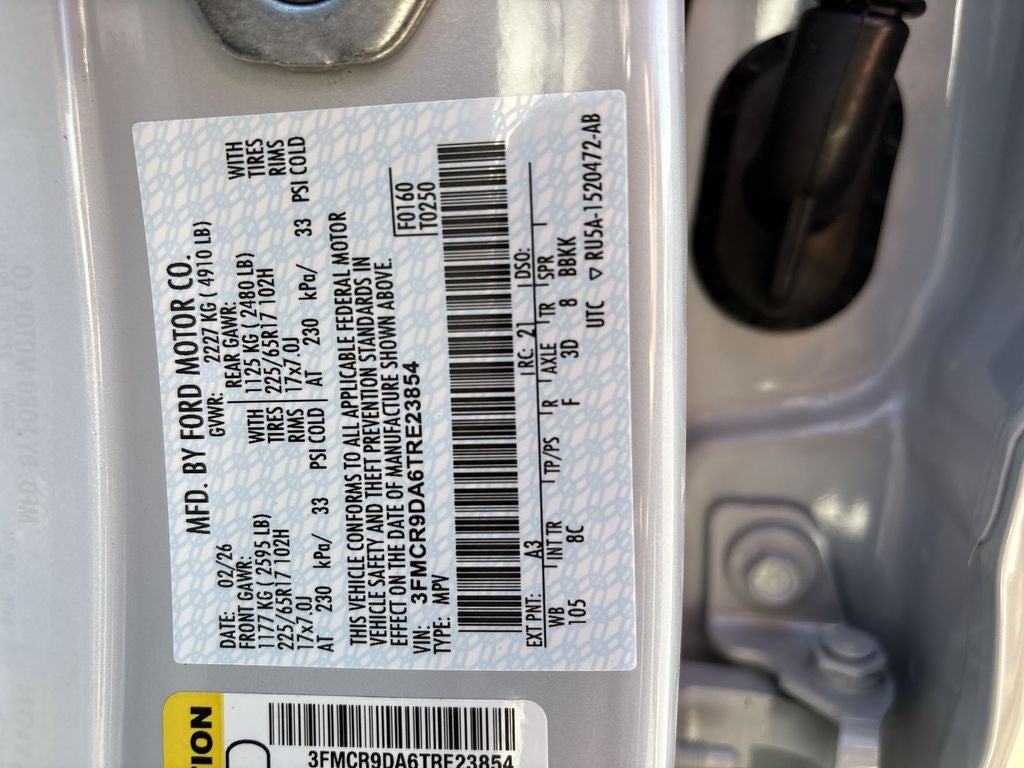 MFD. BY FORD MOTOR CO.
DATE: 02/26 GVWR: 2227 KG ( 4910 LB)
FRONT GAWR: REAR GAWR:
1177 KG ( 2595 LB) WITH 1125 KG ( 2480 LB) WITH
225/65R17 102H TIRES 225/65R17 102H TIRES
17x7.0J RIMS 17x7.0J RIMS
AT 230 kPa/ 33 PSI COLD AT 230 kPa/ 33 PSI COLD
THIS VEHICLE CONFORMS TO ALL APPLICABLE FEDERAL MOTOR
VEHICLE SAFETY AND THEFT PREVENTION STANDARDS IN
EFFECT ON THE DATE OF MANUFACTURE SHOWN ABOVE.
VIN: 3FMCR9DA6TRE23854 F0160
TYPE: MPV T0250
EXT PNT: A3 RC: 21 DSO:
WB INT TR TP/PS R AXLE TR SPR
105 8C F 3D 8 BBKK
UTC ▽ RU5A-1520472-AB
TION
3FMCR9DA6TRE23854